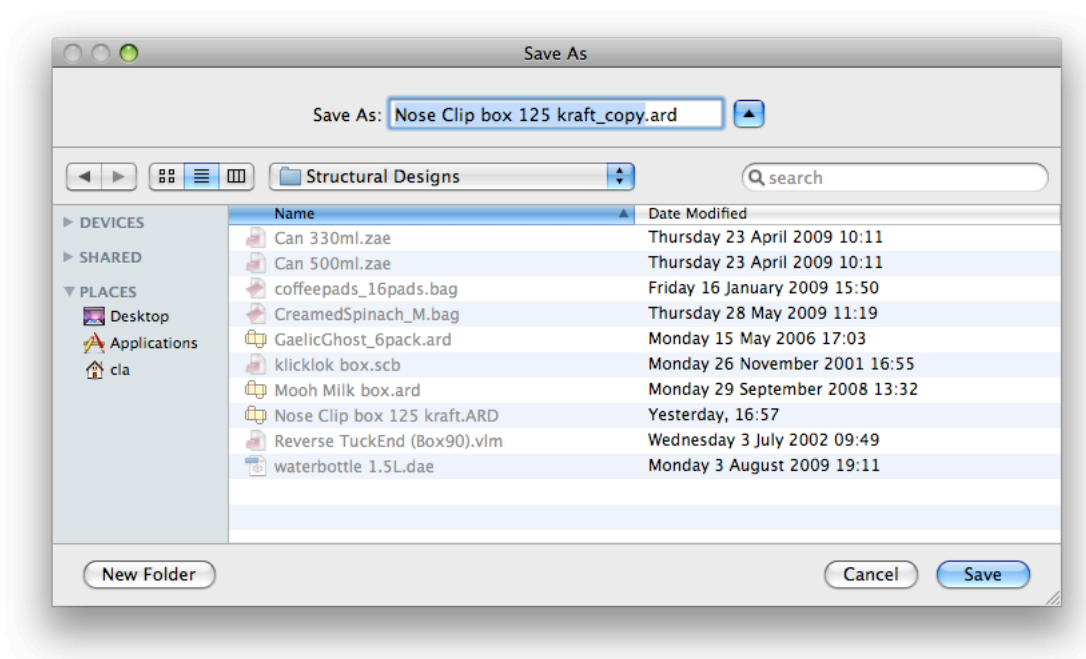 Save As
Save As: Nose Clip box 125 kraft_copy.ard
Structural Designs
search
Name Date Modified
DEVICES
SHARED
PLACES
Desktop
Applications
cla
Can 330ml.zae Thursday 23 April 2009 10:11
Can 500ml.zae Thursday 23 April 2009 10:11
coffeepads_16pads.bag Friday 16 January 2009 15:50
CreamedSpinach_M.bag Thursday 28 May 2009 11:19
GaelicGhost_6pack.ard Monday 15 May 2006 17:03
klicklok box.scb Monday 26 November 2001 16:55
Mooh Milk box.ard Monday 29 September 2008 13:32
Nose Clip box 125 kraft.ARD Yesterday, 16:57
Reverse TuckEnd (Box90).vlm Wednesday 3 July 2002 09:49
waterbottle 1.5L.dae Monday 3 August 2009 19:11
New Folder Cancel Save